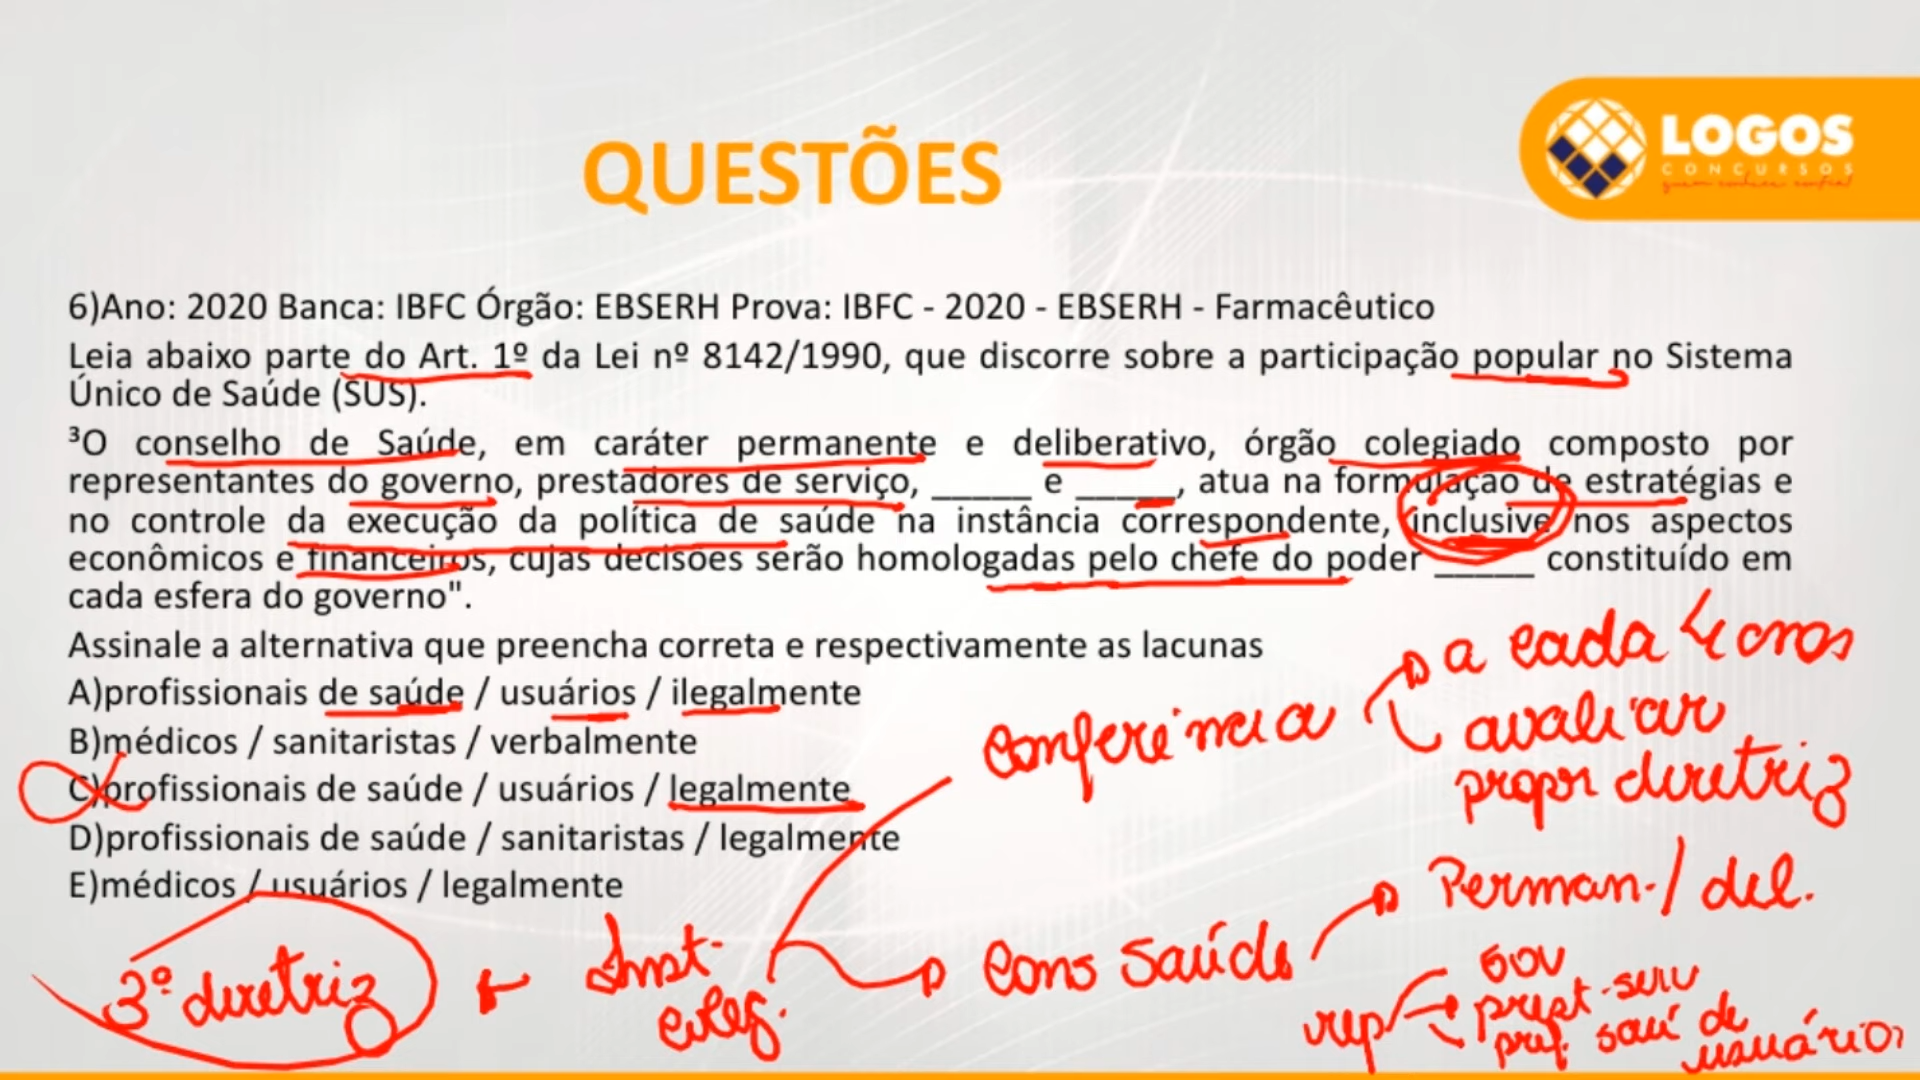 LOGOS
CONCURSOS
QUESTÕES
6)Ano: 2020 Banca: IBFC Órgão: EBSERH Prova: IBFC - 2020 - EBSERH - Farmacêutico
Leia abaixo parte do Art. 1º da Lei nº 8142/1990, que discorre sobre a participação popular no Sistema
Único de Saúde (SUS).
³O conselho de Saúde, em caráter permanente e deliberativo, órgão colegiado composto por
representantes do governo, prestadores de serviço, _____ e _____, atua na formulação de estratégias e
no controle da execução da política de saúde na instância correspondente, inclusive nos aspectos
econômicos e financeiros, cujas decisões serão homologadas pelo chefe do poder _____ constituído em
cada esfera do governo".
Assinale a alternativa que preencha correta e respectivamente as lacunas
A)profissionais de saúde / usuários / ilegalmente
B)médicos / sanitaristas / verbalmente
C)profissionais de saúde / usuários / legalmente
D)profissionais de saúde / sanitaristas / legalmente
E)médicos / usuários / legalmente
Conferência
a cada 4 anos
avaliar
propor diretriz
3º diretriz
Inst.
coleg.
Cons Saúde
Perman. / del.
rep
Gov
prest. serv
prof. saú de
usuários